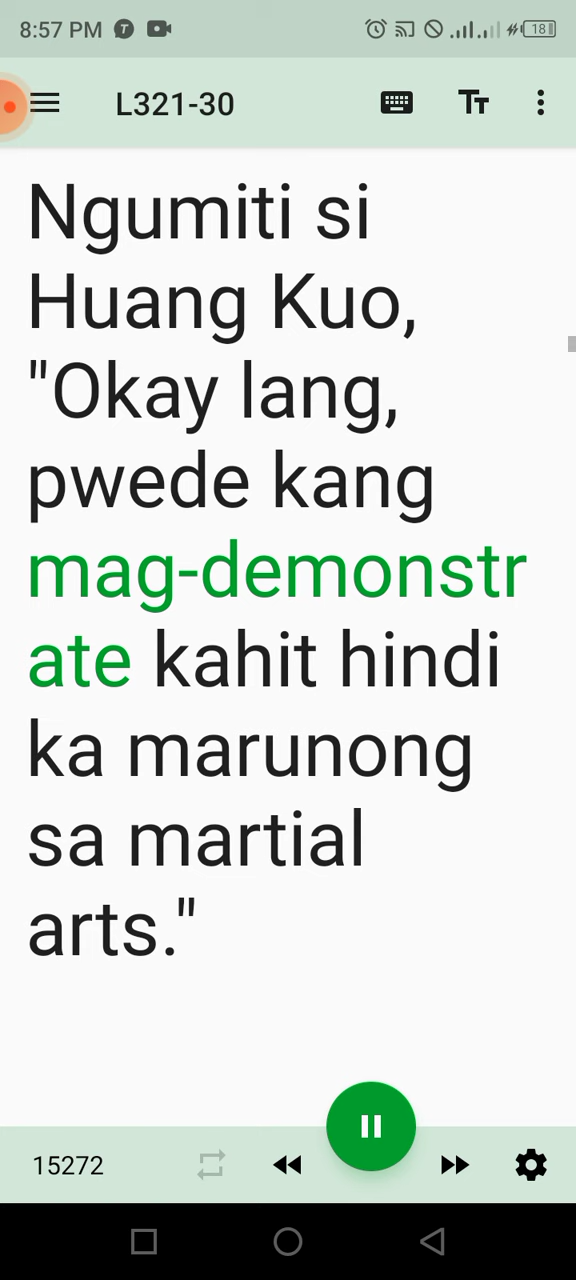 8:57 PM
18
L321-30
Ngumiti si
Huang Kuo,
"Okay lang,
pwede kang
mag-demonstr
ate kahit hindi
ka marunong
sa martial
arts."
15272